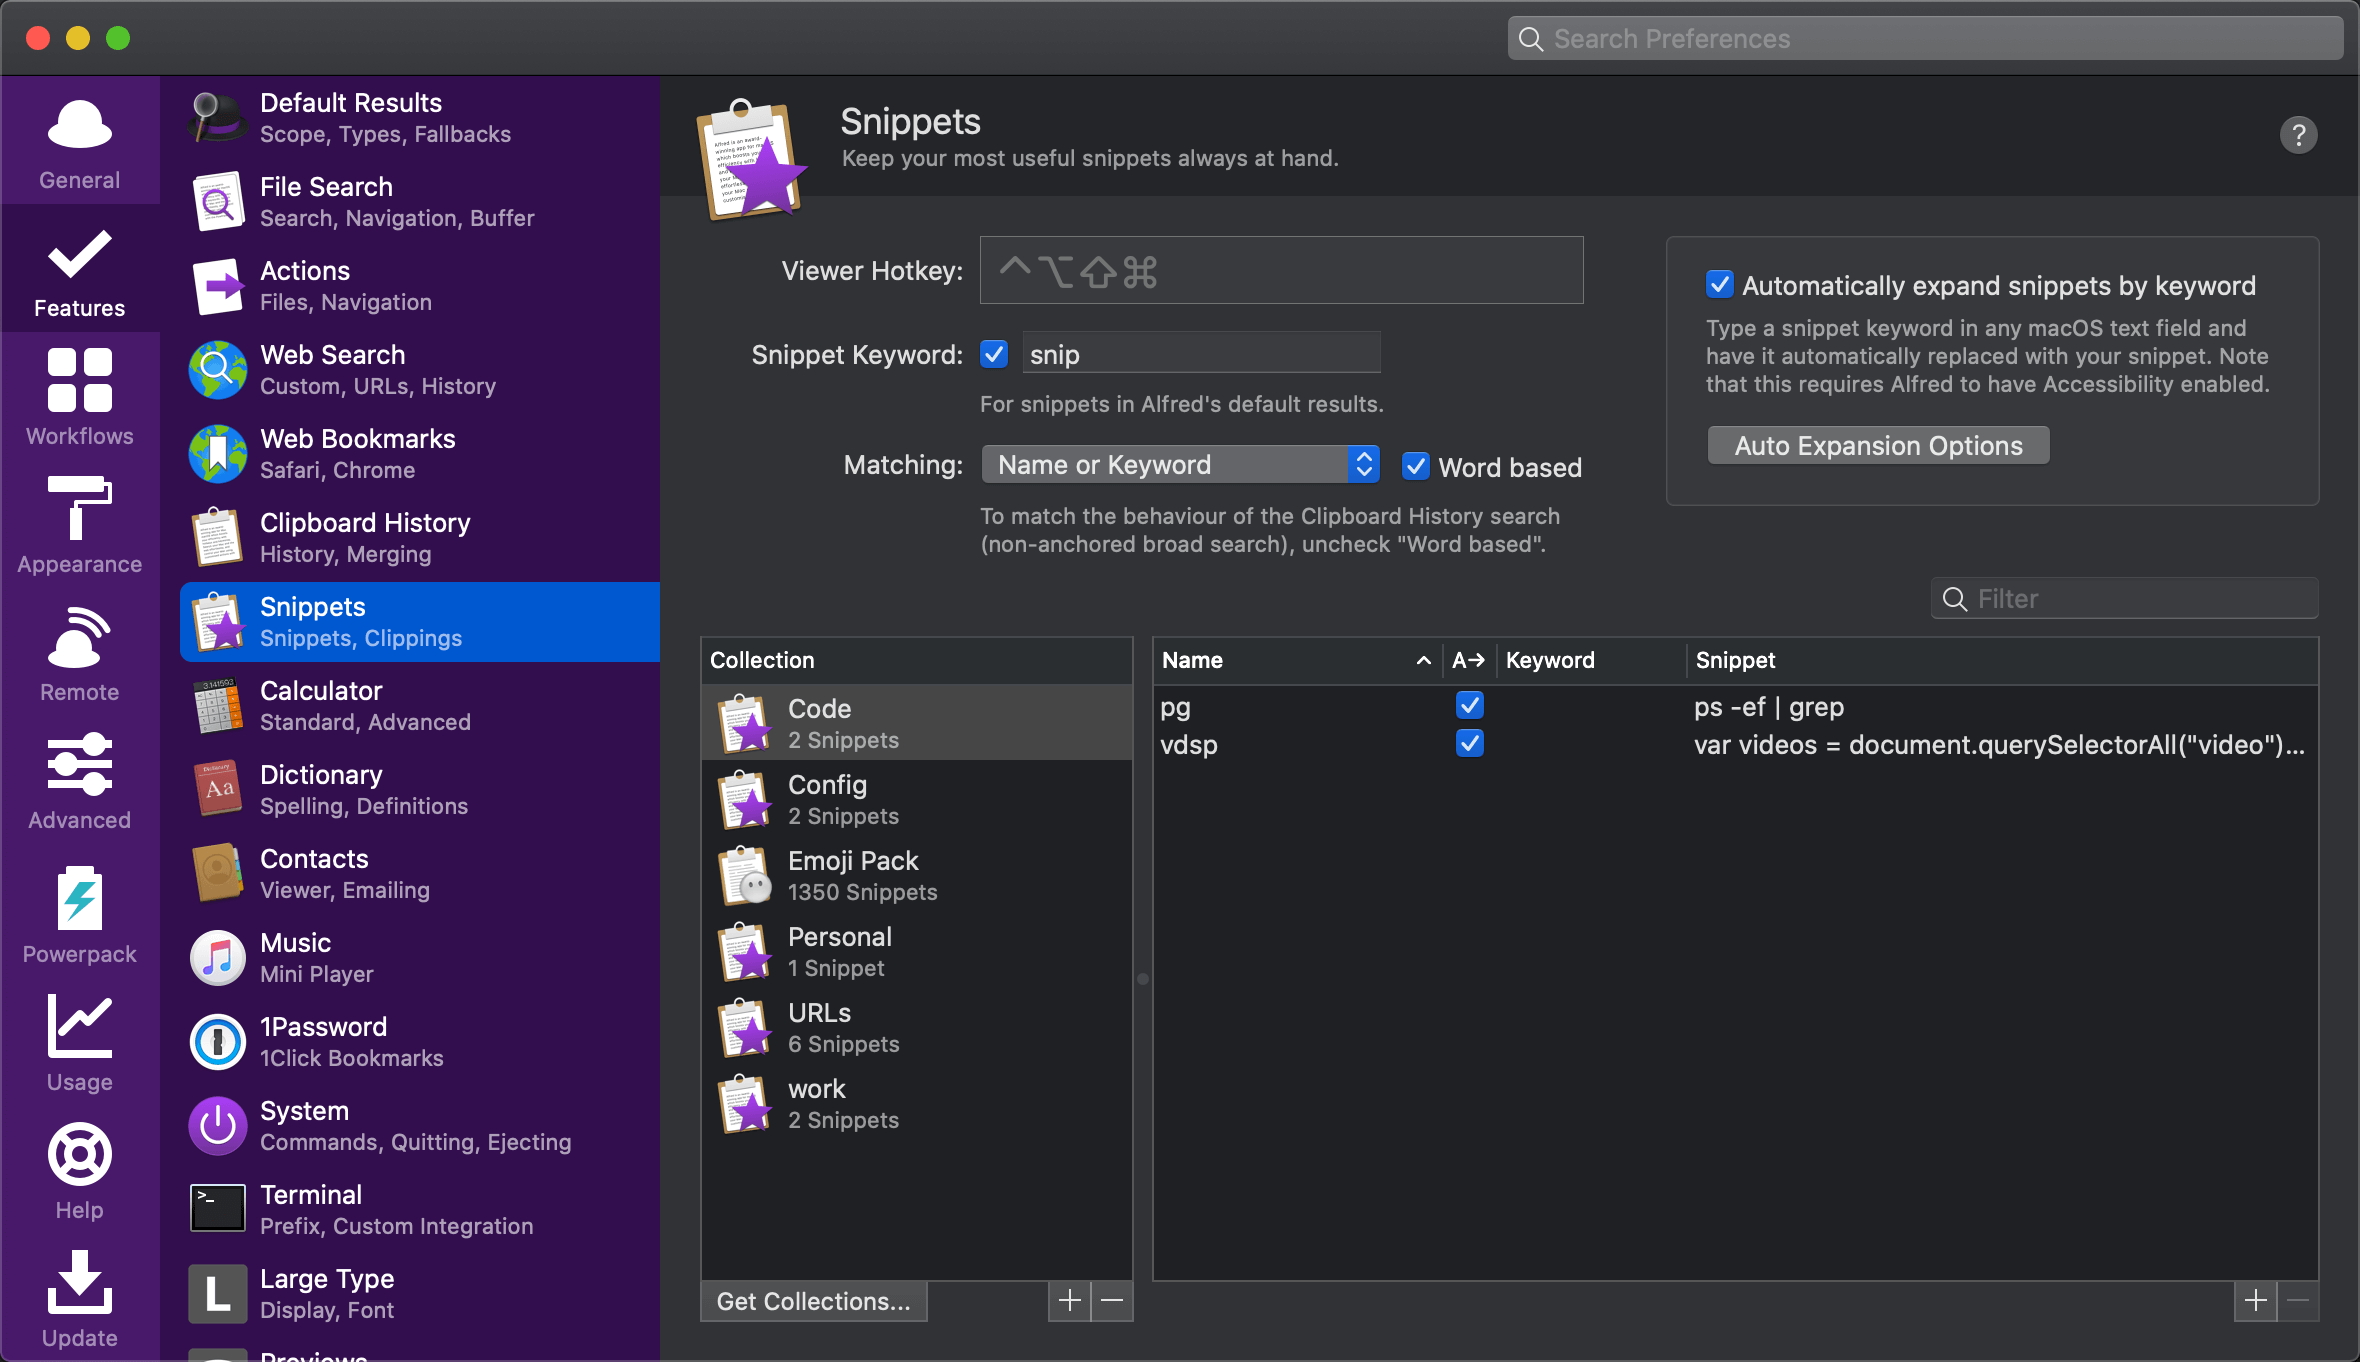 Search Preferences
General
Features
Workflows
Appearance
Remote
Advanced
Powerpack
Usage
Help
Update
Default Results
Scope, Types, Fallbacks
File Search
Search, Navigation, Buffer
Actions
Files, Navigation
Web Search
Custom, URLs, History
Web Bookmarks
Safari, Chrome
Clipboard History
History, Merging
Snippets
Snippets, Clippings
Calculator
Standard, Advanced
Dictionary
Spelling, Definitions
Contacts
Viewer, Emailing
Music
Mini Player
1Password
1Click Bookmarks
System
Commands, Quitting, Ejecting
Terminal
Prefix, Custom Integration
L
Large Type
Display, Font
Snippets
Keep your most useful snippets always at hand.
?
Viewer Hotkey: ⌃⌥⇧⌘
Snippet Keyword: snip
For snippets in Alfred's default results.
Matching: Name or Keyword Word based
To match the behaviour of the Clipboard History search
(non-anchored broad search), uncheck "Word based".
Automatically expand snippets by keyword
Type a snippet keyword in any macOS text field and
have it automatically replaced with your snippet. Note
that this requires Alfred to have Accessibility enabled.
Auto Expansion Options
Filter
Collection
Code
2 Snippets
Config
2 Snippets
Emoji Pack
1350 Snippets
Personal
1 Snippet
URLs
6 Snippets
work
2 Snippets
Get Collections...
Name A→ Keyword Snippet
pg ps -ef | grep
vdsp var videos = document.querySelectorAll("video")...